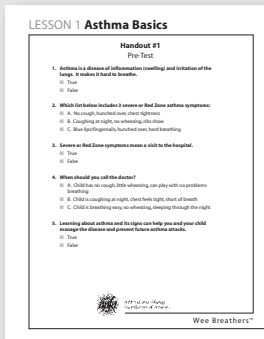 LESSON 1 Asthma Basics
Handout #1
Pre-Test
1. Asthma is a disease of inflammation (swelling) and irritation of the
lungs. It makes it hard to breathe.
True
False
2. Which list below includes 3 severe or Red Zone asthma symptoms:
A. No cough, hunched over, chest tightness
B. Coughing at night, no wheezing, ribs show
C. Blue lips/fingernails, hunched over, hard breathing
3. Severe or Red Zone symptoms mean a visit to the hospital.
True
False
4. When should you call the doctor?
A. Child has no cough, little wheezing, can play with no problems
breathing
B. Child is coughing at night, chest feels tight, short of breath
C. Child is breathing easy, no wheezing, sleeping through the night
5. Learning about asthma and its signs can help you and your child
manage the disease and prevent future asthma attacks.
True
False
Wee Breathers™